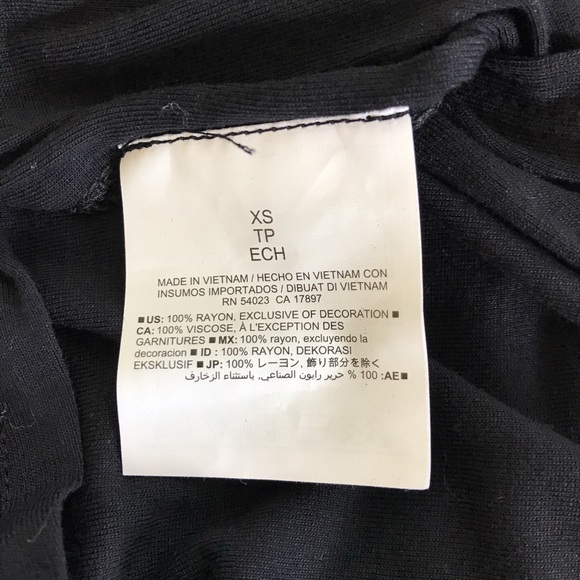 XS
TP
ECH
MADE IN VIETNAM / HECHO EN VIETNAM CON
INSUMOS IMPORTADOS / DIBUAT DI VIETNAM
RN 54023 CA 17897
■ US: 100% RAYON, EXCLUSIVE OF DECORATION ■
CA: 100% VISCOSE, À L'EXCEPTION DES
GARNITURES ■ MX: 100% rayon, excluyendo la
decoracion ■ ID : 100% RAYON, DEKORASI
EKSKLUSIF ■ JP: 100% レーヨン, 飾り部分を除く
■AE: 100 % حرير رايون الصناعي, باستثناء الزخارف